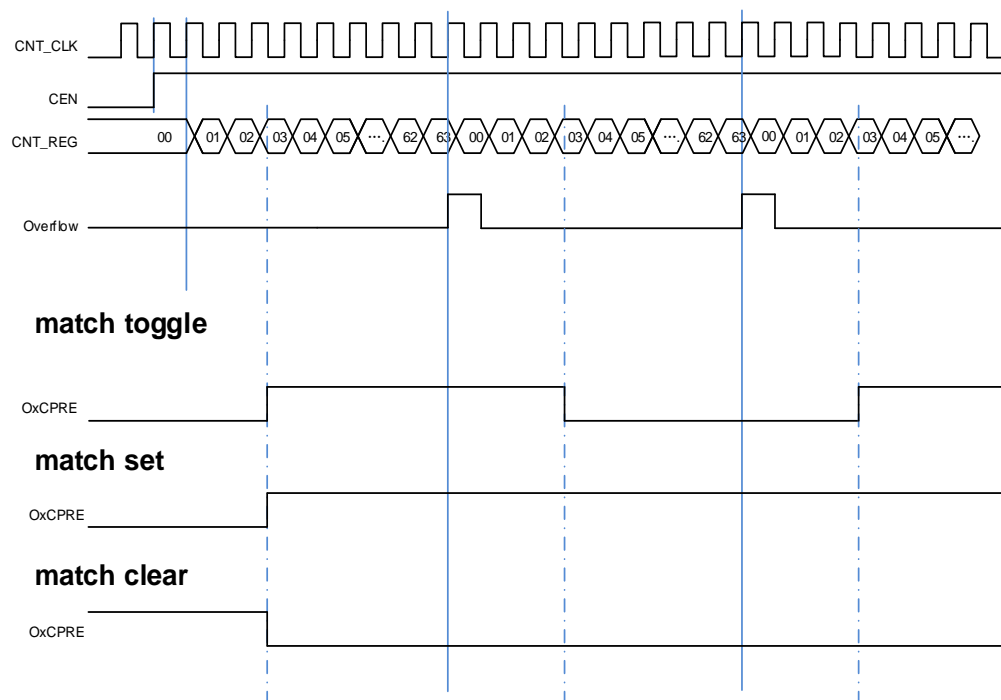 CNT_CLK
CEN
CNT_REG 00 01 02 03 04 05 ···. 62 63 00 01 02 03 04 05 ···. 62 63 00 01 02 03 04 05 ···.
Overflow
match toggle
OxCPRE
match set
OxCPRE
match clear
OxCPRE